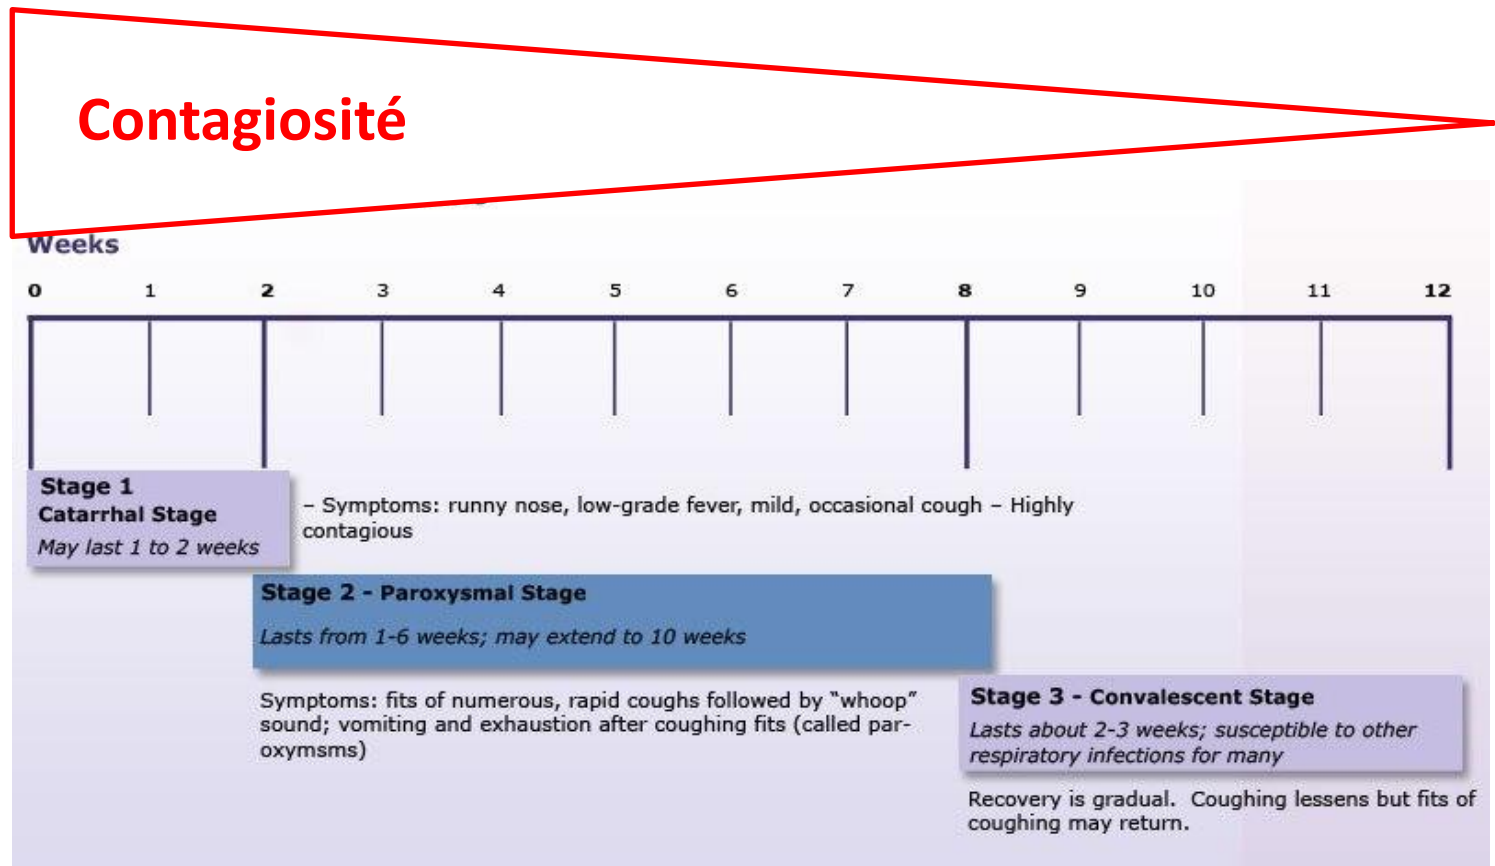 Contagiosité
Weeks
0 1 2 3 4 5 6 7 8 9 10 11 12
Stage 1
Catarrhal Stage
May last 1 to 2 weeks
– Symptoms: runny nose, low-grade fever, mild, occasional cough – Highly
contagious
Stage 2 - Paroxysmal Stage
Lasts from 1-6 weeks; may extend to 10 weeks
Symptoms: fits of numerous, rapid coughs followed by “whoop”
sound; vomiting and exhaustion after coughing fits (called par-
oxymsms)
Stage 3 - Convalescent Stage
Lasts about 2-3 weeks; susceptible to other
respiratory infections for many
Recovery is gradual. Coughing lessens but fits of
coughing may return.